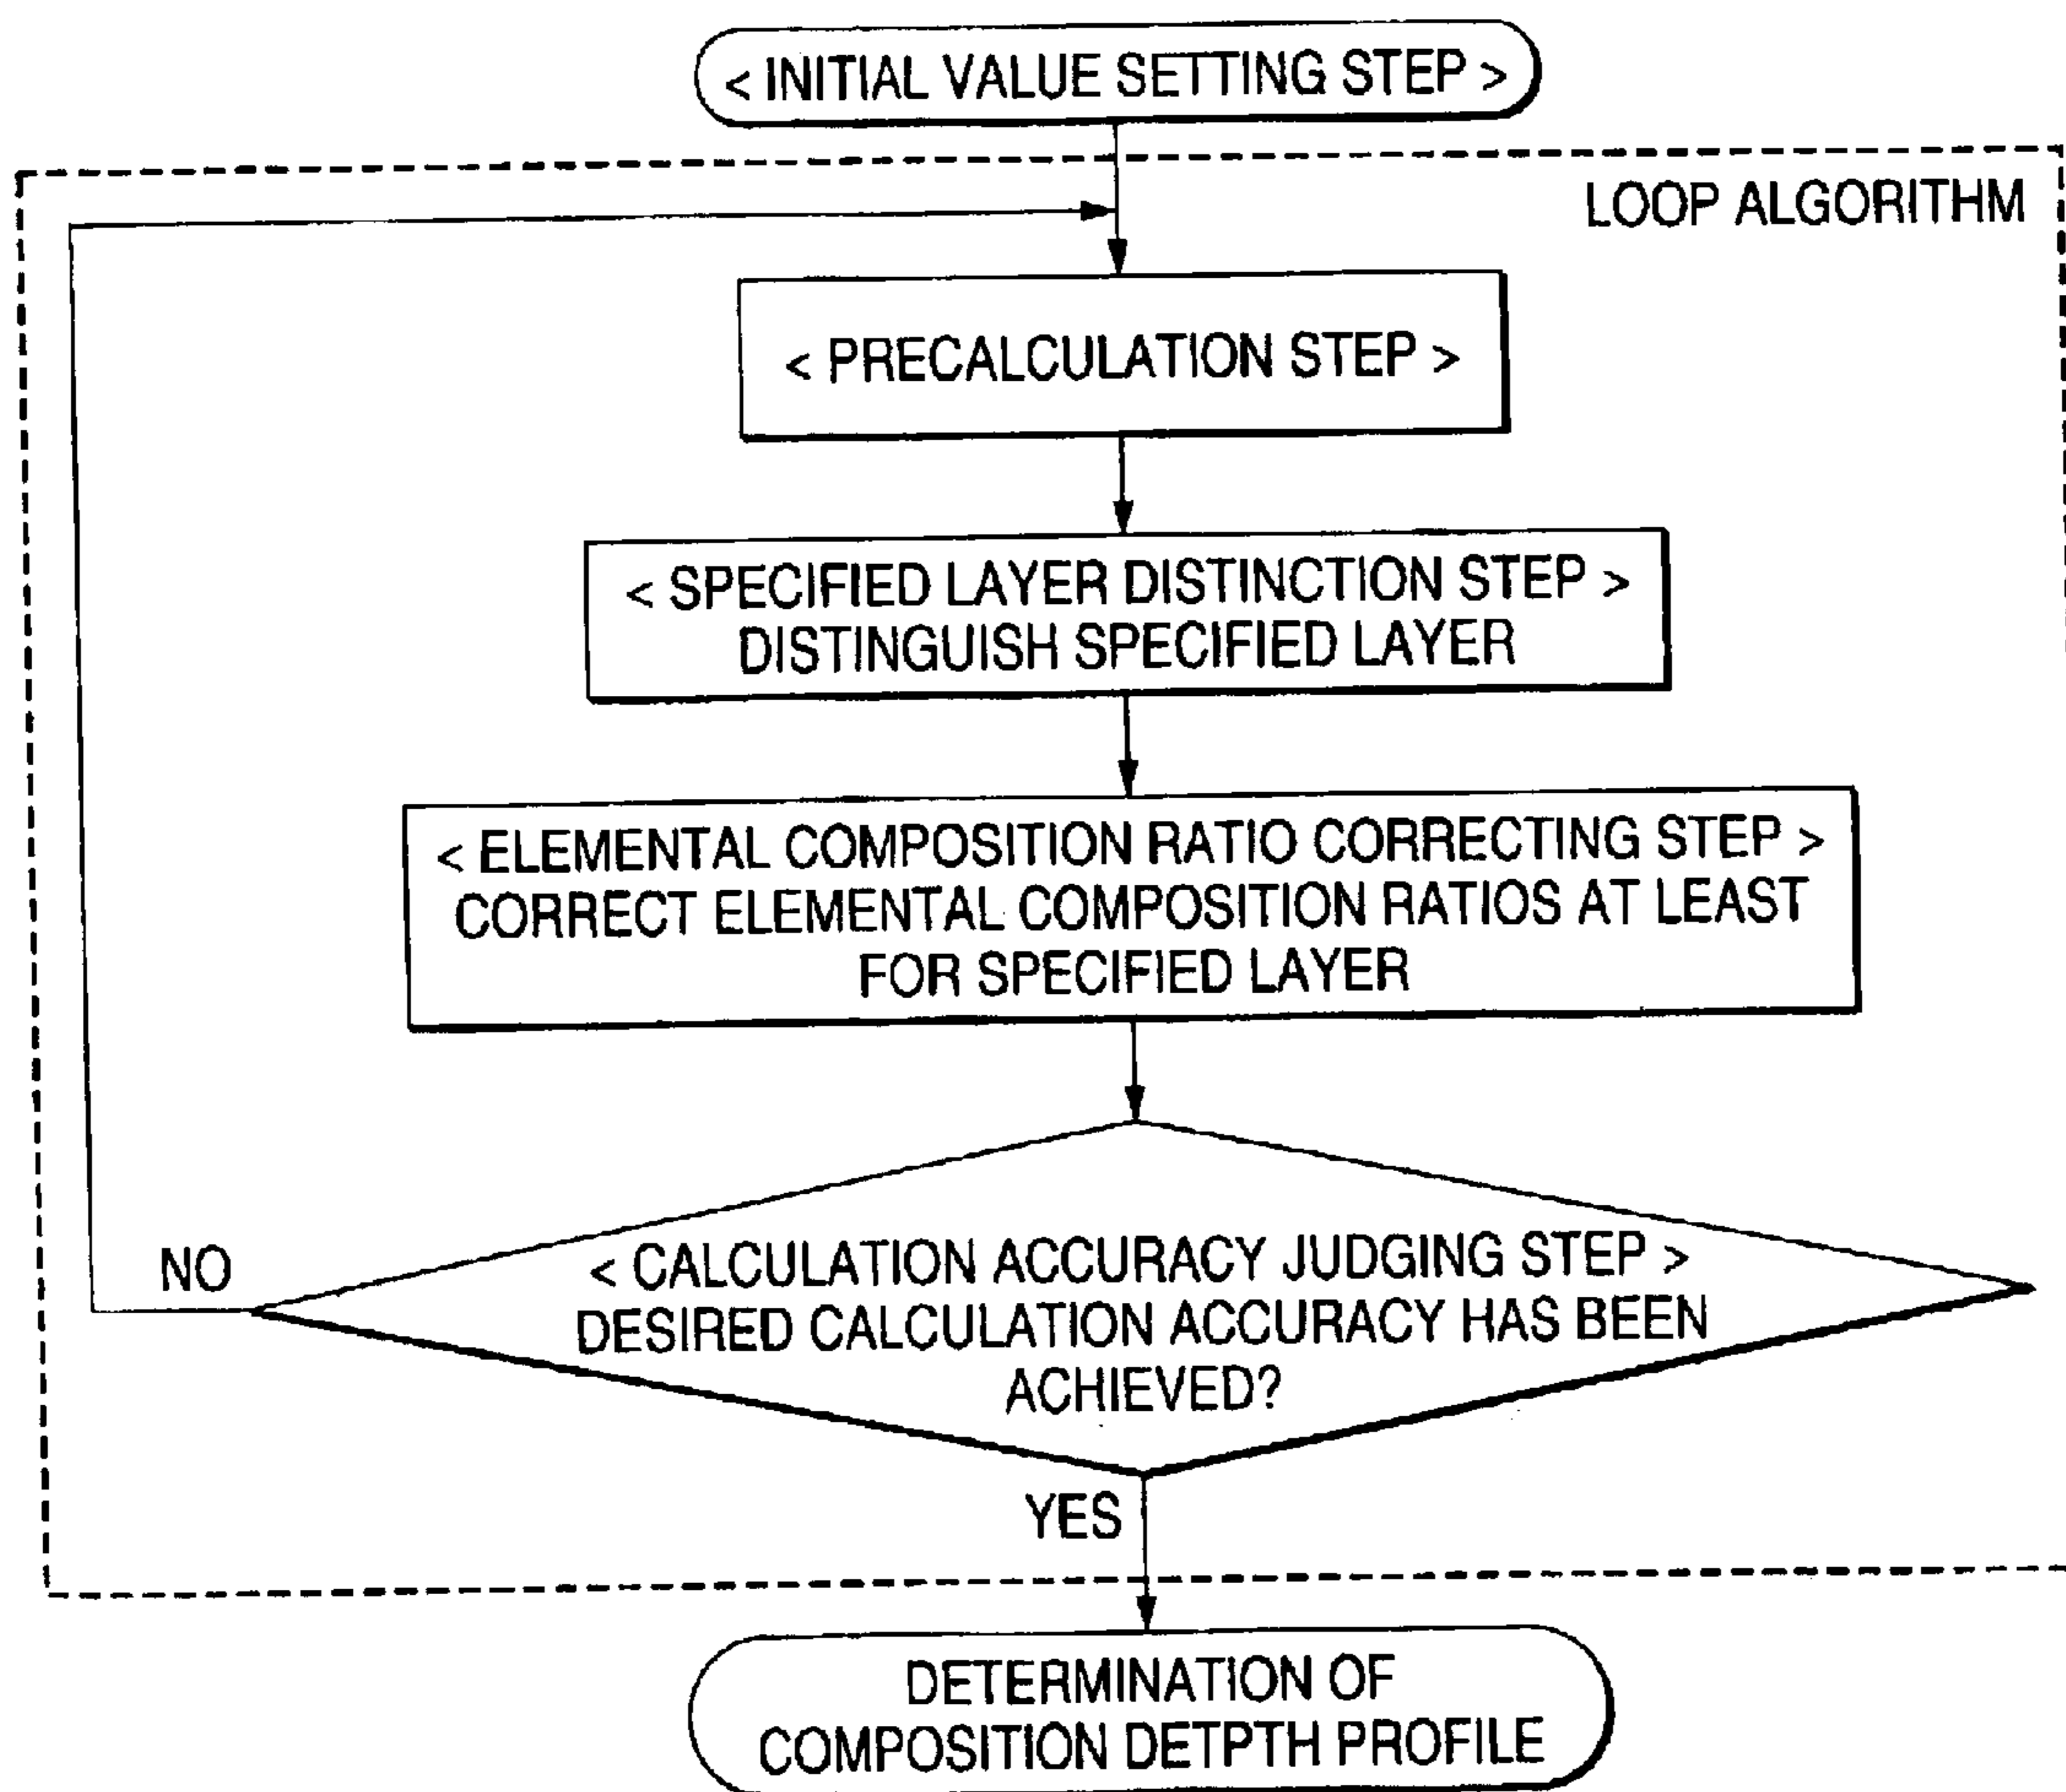 < INITIAL VALUE SETTING STEP >
LOOP ALGORITHM
< PRECALCULATION STEP >
< SPECIFIED LAYER DISTINCTION STEP >
DISTINGUISH SPECIFIED LAYER
< ELEMENTAL COMPOSITION RATIO CORRECTING STEP >
CORRECT ELEMENTAL COMPOSITION RATIOS AT LEAST
FOR SPECIFIED LAYER
< CALCULATION ACCURACY JUDGING STEP >
DESIRED CALCULATION ACCURACY HAS BEEN
ACHIEVED?
NO
YES
DETERMINATION OF
COMPOSITION DETPTH PROFILE